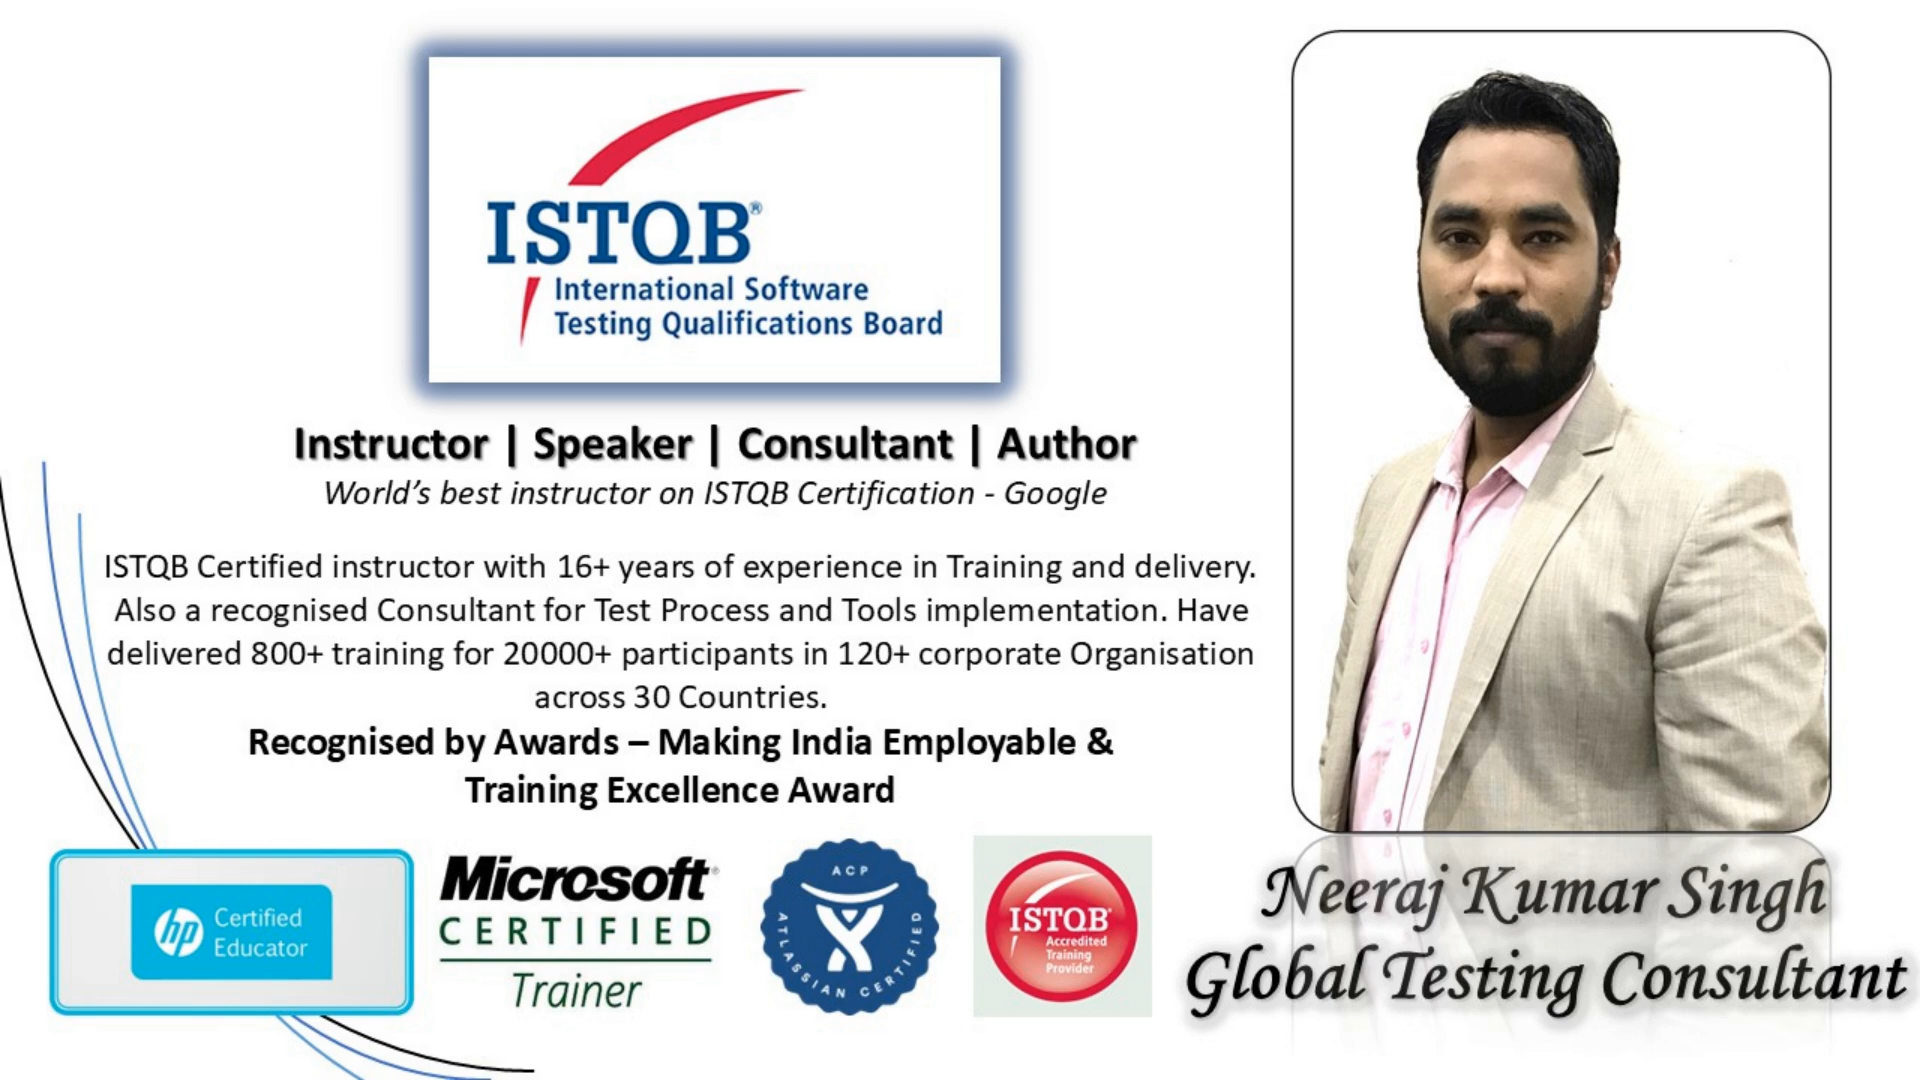 ISTQB®
International Software
Testing Qualifications Board
Instructor | Speaker | Consultant | Author
World’s best instructor on ISTQB Certification - Google
ISTQB Certified instructor with 16+ years of experience in Training and delivery.
Also a recognised Consultant for Test Process and Tools implementation. Have
delivered 800+ training for 20000+ participants in 120+ corporate Organisation
across 30 Countries.
Recognised by Awards – Making India Employable &
Training Excellence Award
hp
Certified
Educator
Microsoft®
CERTIFIED
Trainer
ACP
ATLASSIAN CERTIFIED
ISTQB®
Accredited
Training
Provider
Neeraj Kumar Singh
Global Testing Consultant